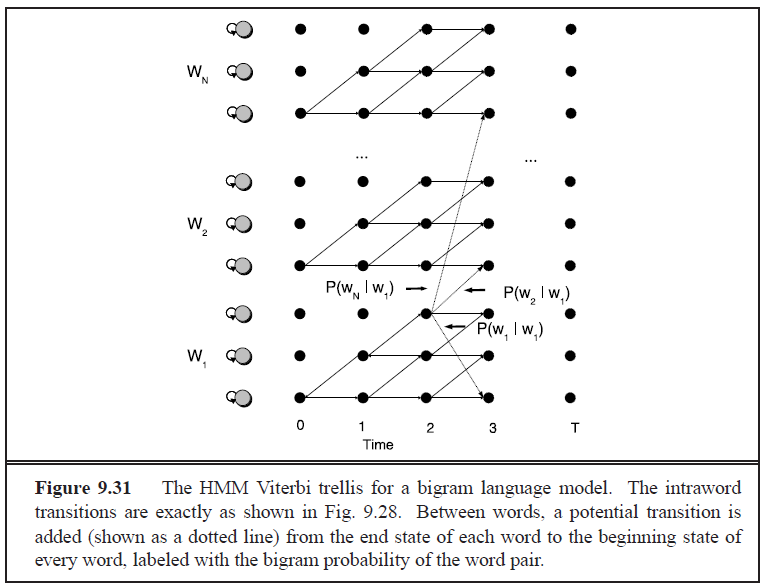 W_N
...
...
W_2
P(w_N | w_1)
P(w_2 | w_1)
P(w_1 | w_1)
W_1
0 1 2 3 T
Time
Figure 9.31 The HMM Viterbi trellis for a bigram language model. The intraword
transitions are exactly as shown in Fig. 9.28. Between words, a potential transition is
added (shown as a dotted line) from the end state of each word to the beginning state of
every word, labeled with the bigram probability of the word pair.